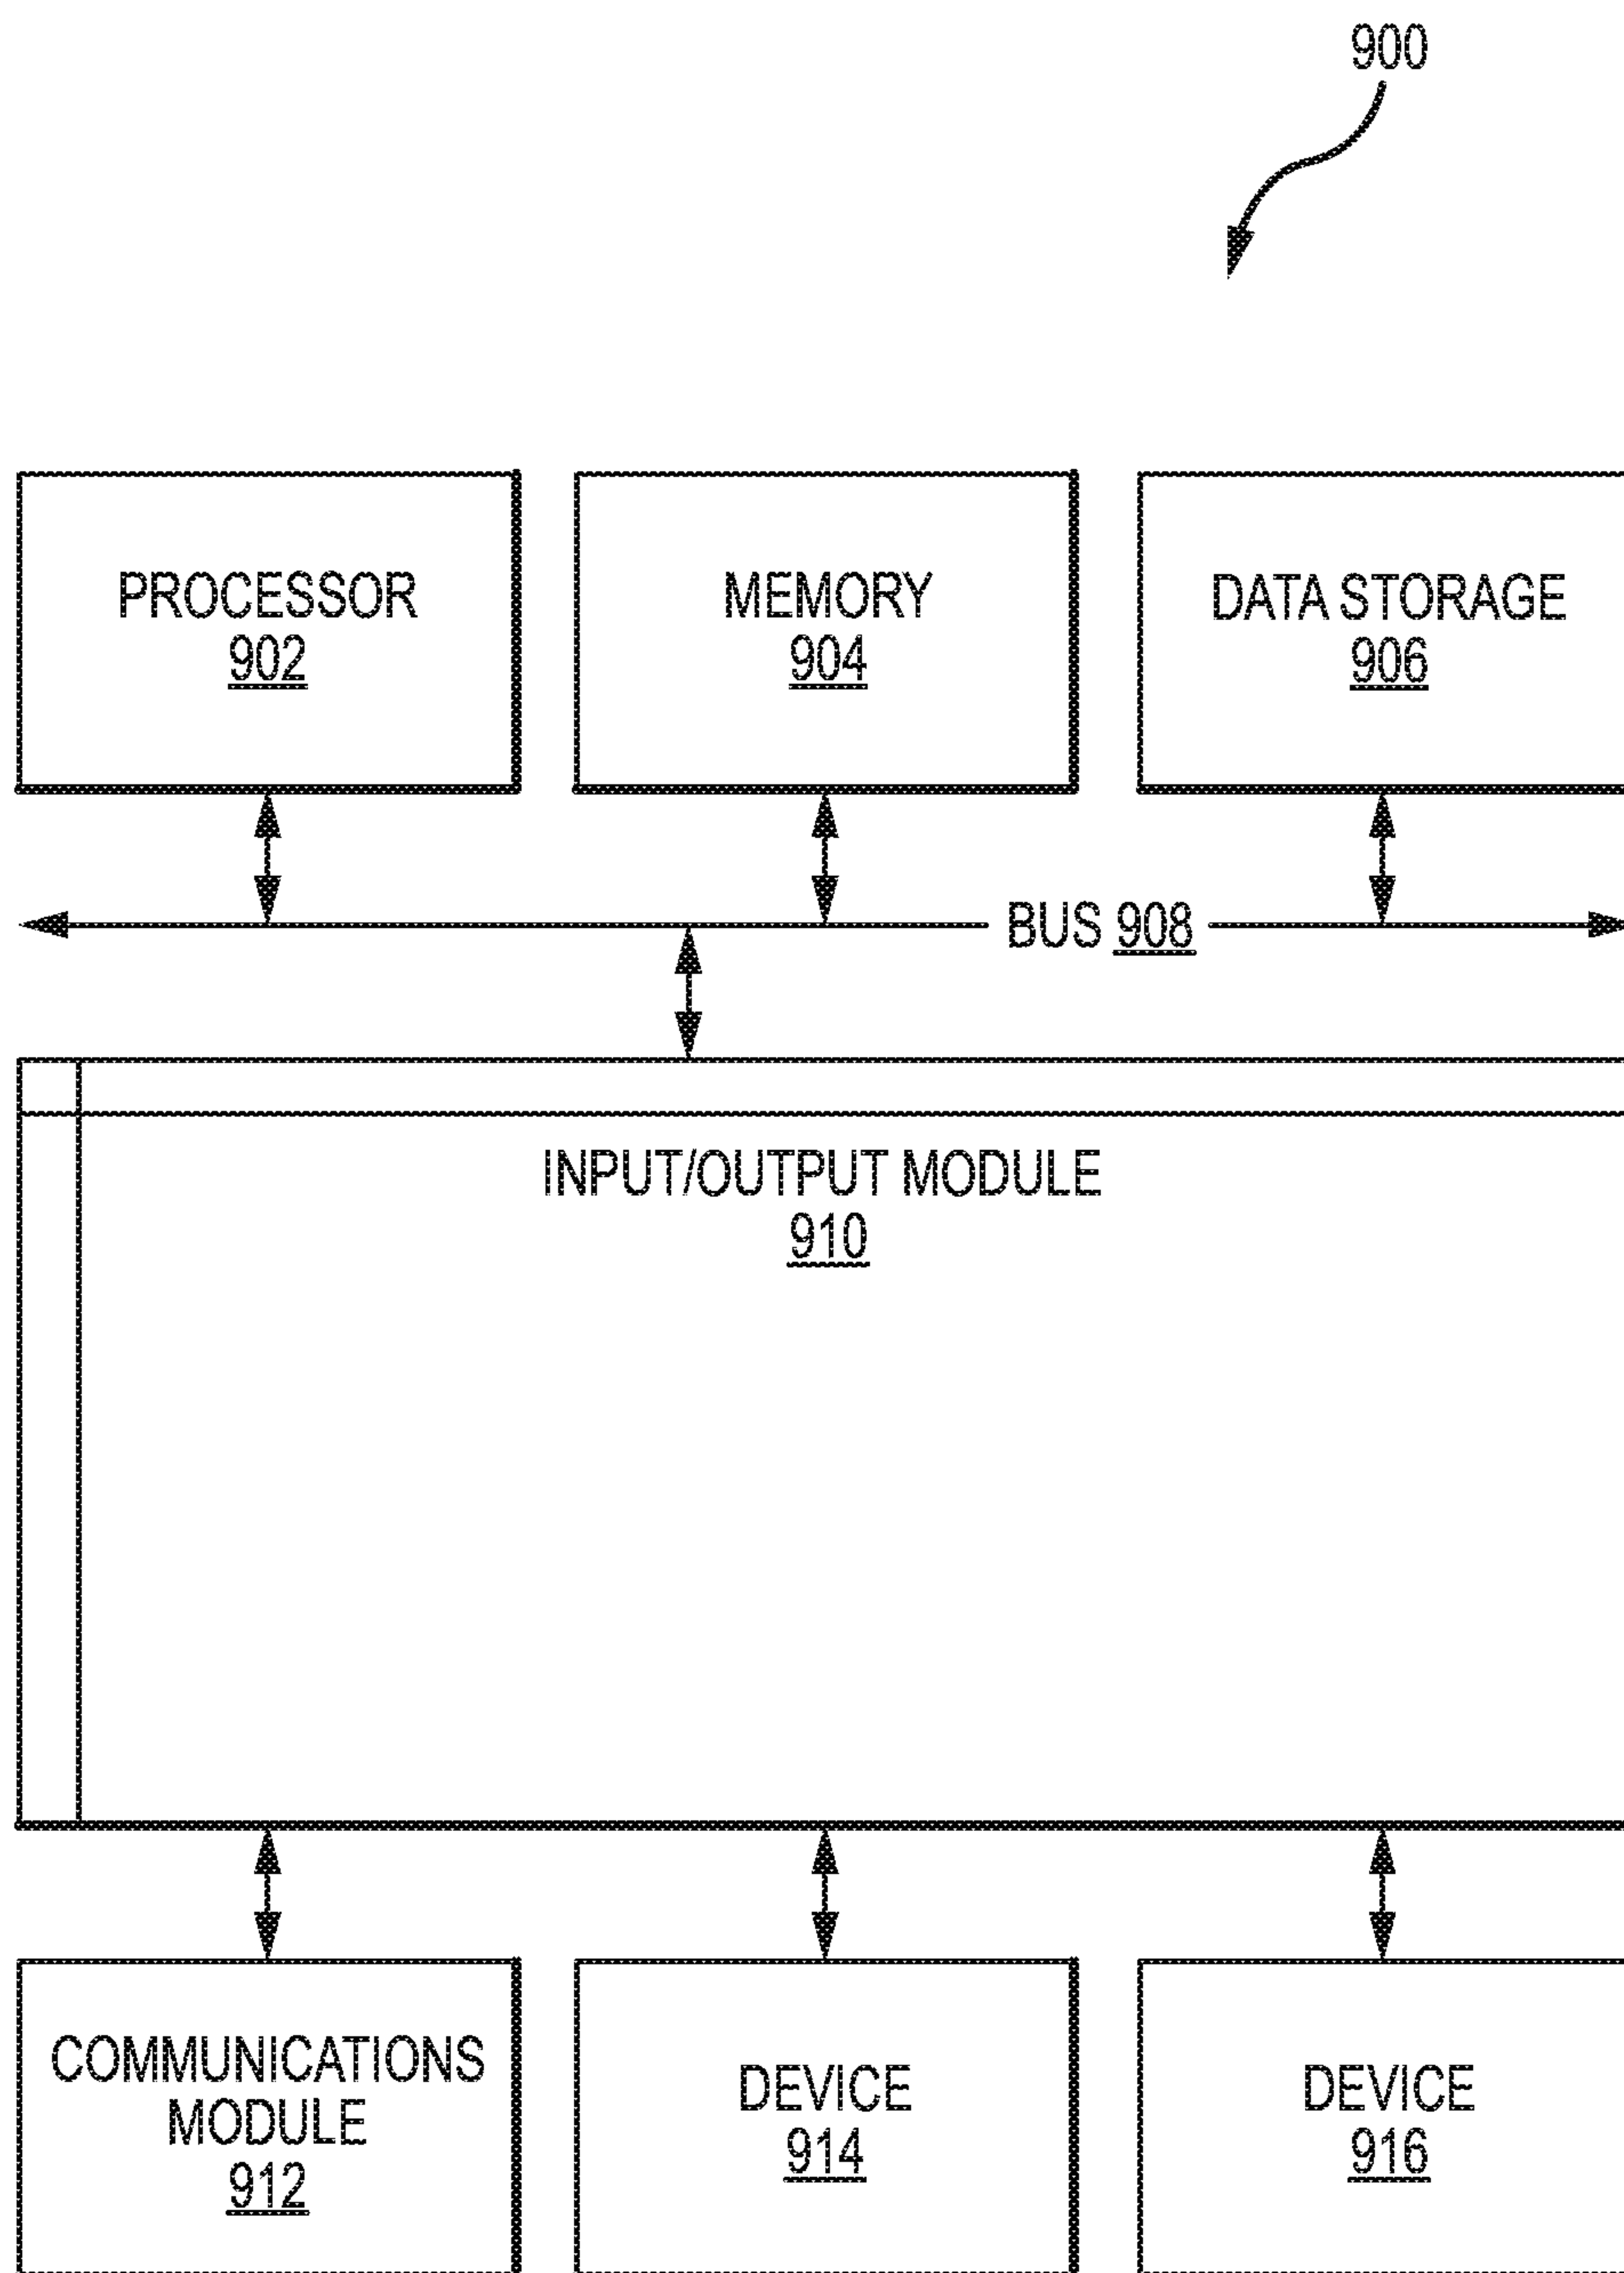 900
PROCESSOR
902
MEMORY
904
DATA STORAGE
906
BUS 908
INPUT/OUTPUT MODULE
910
COMMUNICATIONS
MODULE
912
DEVICE
914
DEVICE
916